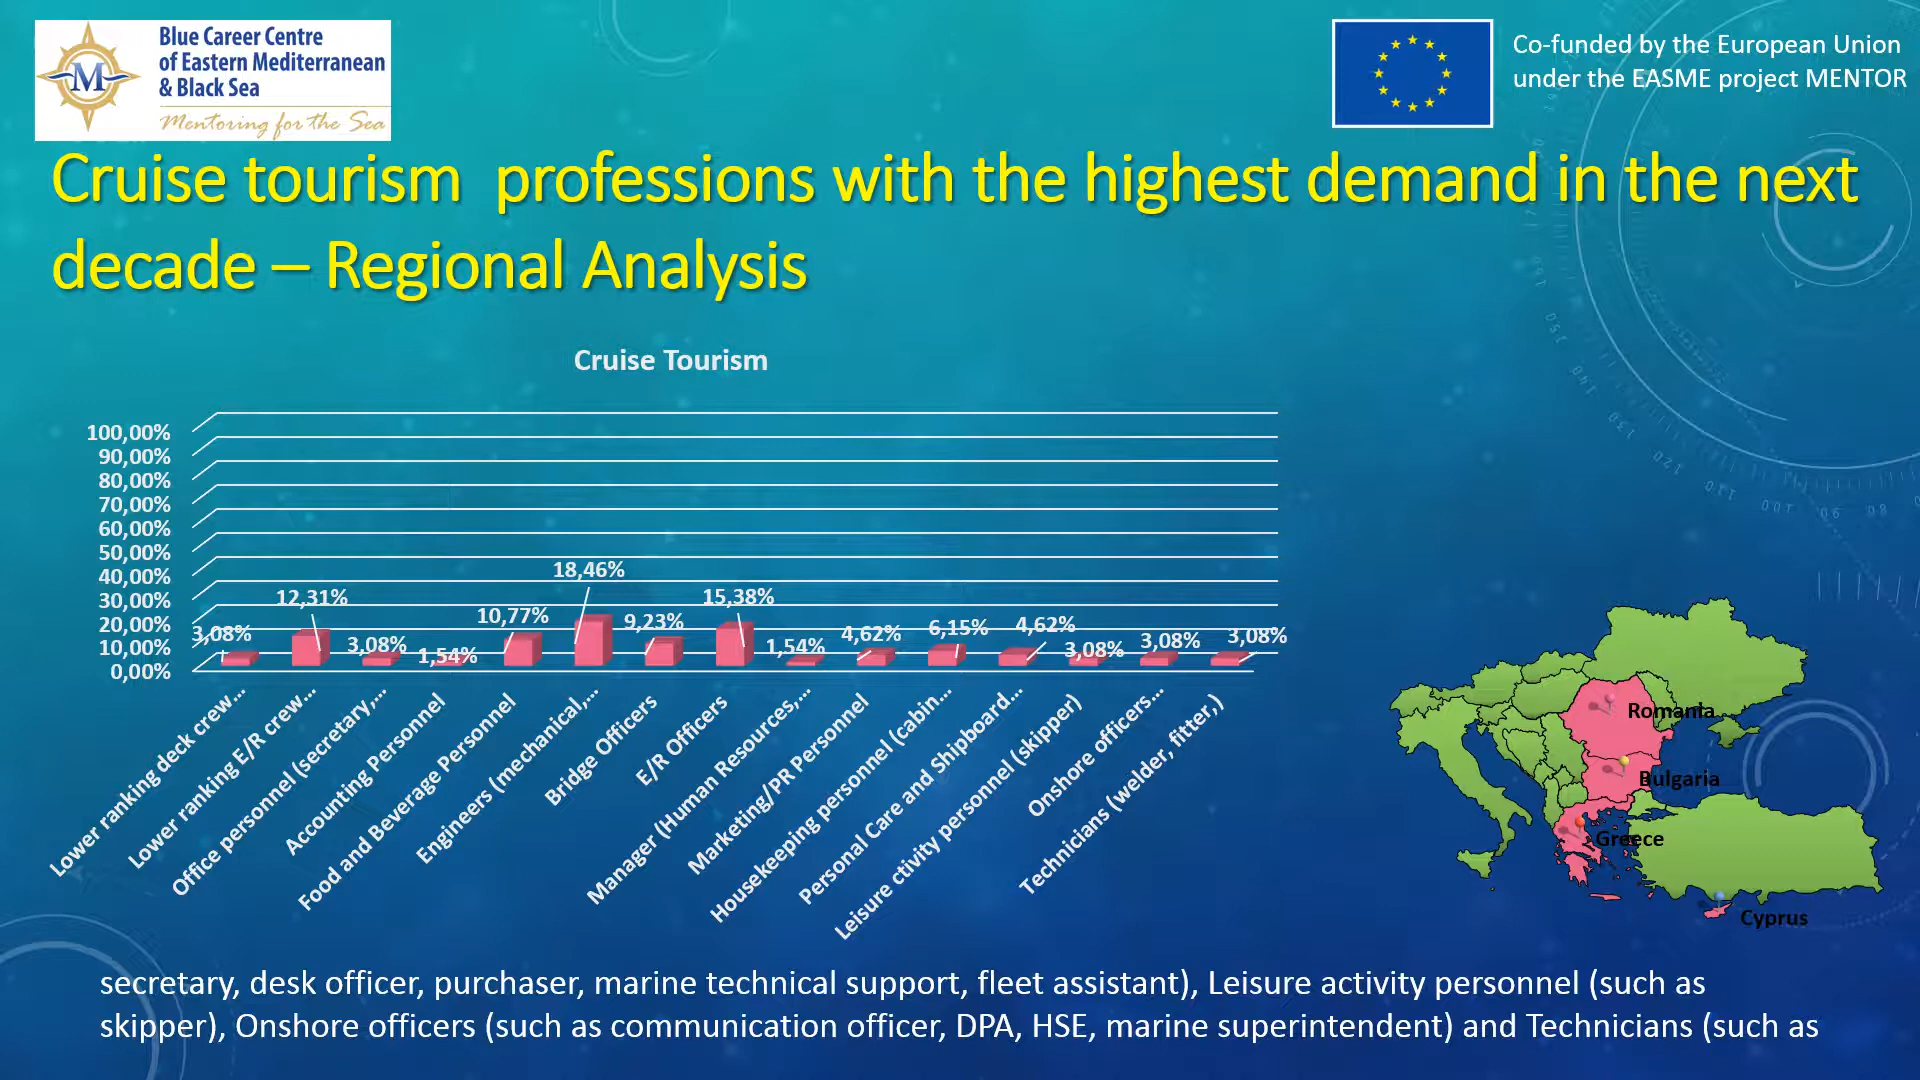 Blue Career Centre
of Eastern Mediterranean
& Black Sea
Mentoring for the Sea
Co-funded by the European Union
under the EASME project MENTOR
Cruise tourism professions with the highest demand in the next
decade – Regional Analysis
Cruise Tourism
100,00%
90,00%
80,00%
70,00%
60,00%
50,00%
40,00%
30,00%
20,00%
10,00%
0,00%
3,08%
12,31%
3,08%
1,54%
10,77%
18,46%
9,23%
15,38%
1,54%
4,62%
6,15%
4,62%
3,08%
3,08%
3,08%
Lower ranking deck crew...
Lower ranking E/R crew...
Office personnel (secretary,...
Accounting Personnel
Food and Beverage Personnel
Engineers (mechanical,...
Bridge Officers
E/R Officers
Manager (Human Resources,...
Marketing/PR Personnel
Housekeeping personnel (cabin...
Personal Care and Shipboard...
Leisure ctivity personnel (skipper)
Onshore officers...
Technicians (welder, fitter,)
Romania
Bulgaria
Greece
Cyprus
secretary, desk officer, purchaser, marine technical support, fleet assistant), Leisure activity personnel (such as
skipper), Onshore officers (such as communication officer, DPA, HSE, marine superintendent) and Technicians (such as